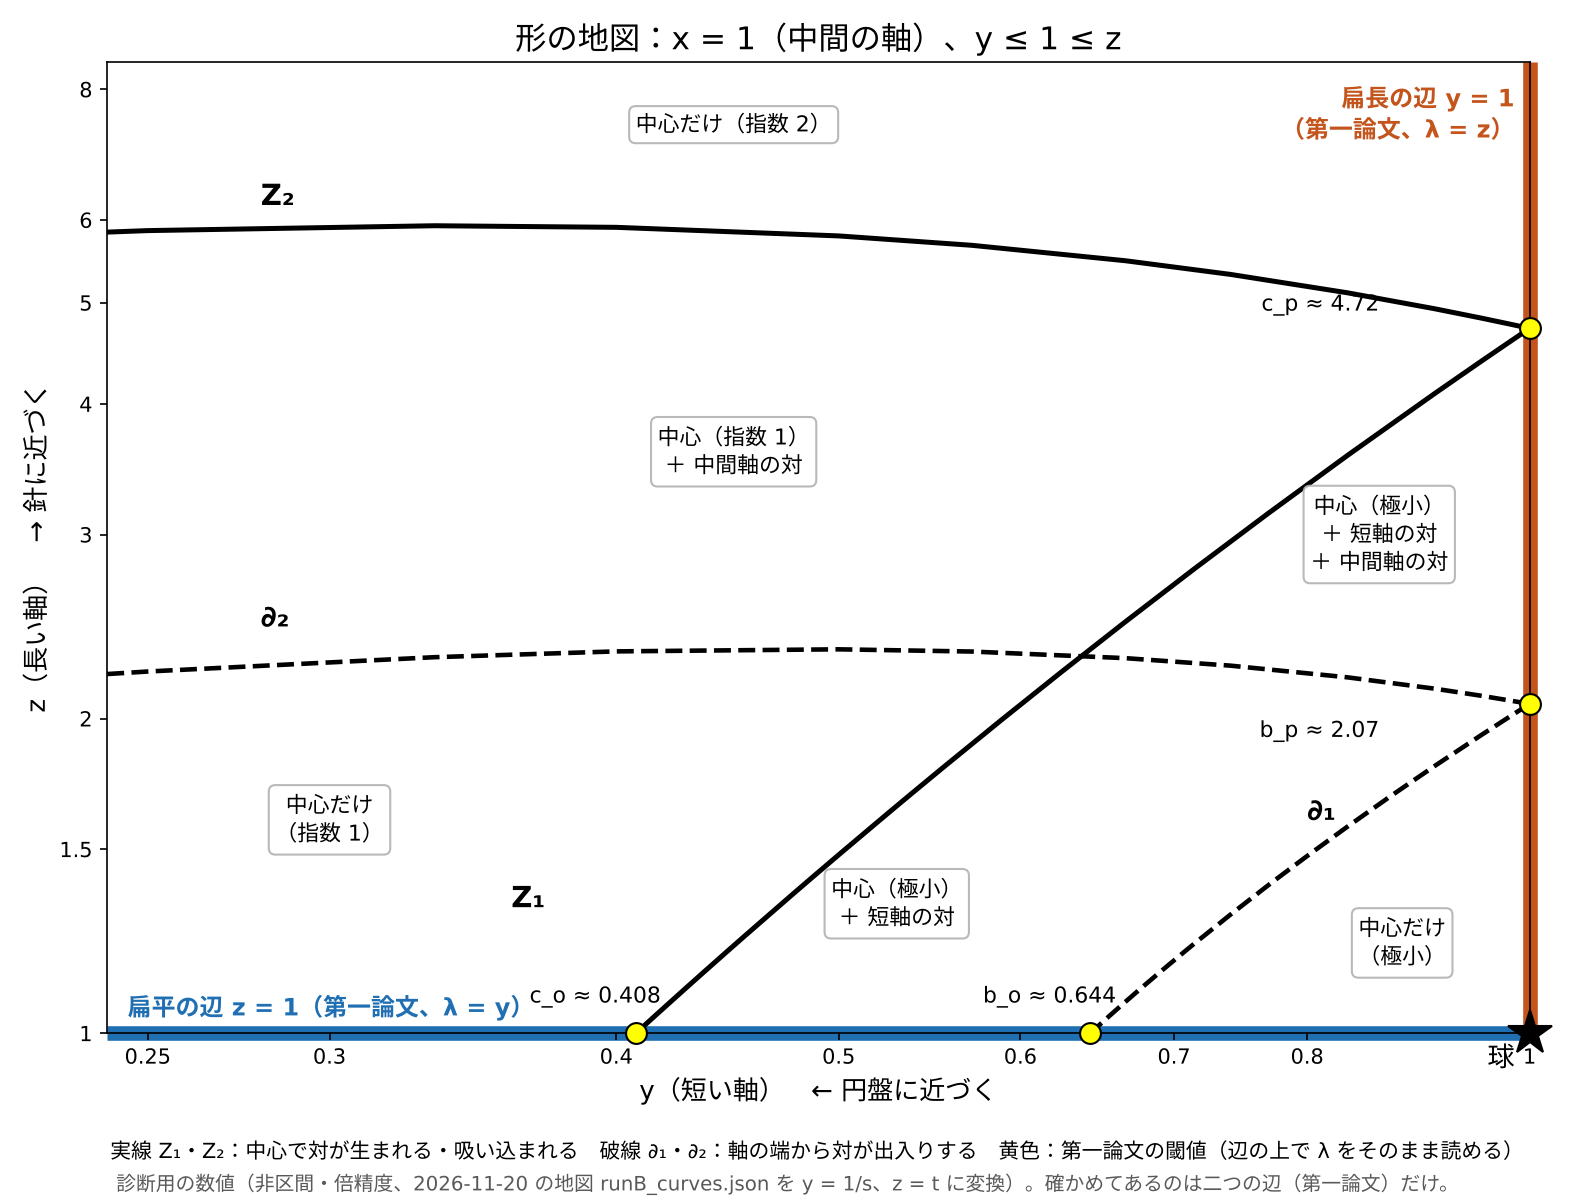 形の地図：x = 1（中間の軸）、y ≤ 1 ≤ z
扁長の辺 y = 1
（第一論文、λ = z）
中心だけ（指数 2）
Z₂
c_p ≈ 4.72
中心（指数 1）
＋ 中間軸の対
中心（極小）
＋ 短軸の対
＋ 中間軸の対
∂₂
b_p ≈ 2.07
∂₁
中心だけ
（指数 1）
Z₁
中心（極小）
＋ 短軸の対
中心だけ
（極小）
扁平の辺 z = 1（第一論文、λ = y）
c_o ≈ 0.408
b_o ≈ 0.644
球
8
6
5
4
3
2
1.5
1
z（長い軸） → 針に近づく
0.25 0.3 0.4 0.5 0.6 0.7 0.8 1
y（短い軸） ← 円盤に近づく
実線 Z₁・Z₂：中心で対が生まれる・吸い込まれる 破線 ∂₁・∂₂：軸の端から対が出入りする 黄色：第一論文の閾値（辺の上で λ をそのまま読める）
診断用の数値（非区間・倍精度、2026-11-20 の地図 runB_curves.json を y = 1/s、z = t に変換）。確かめてあるのは二つの辺（第一論文）だけ。